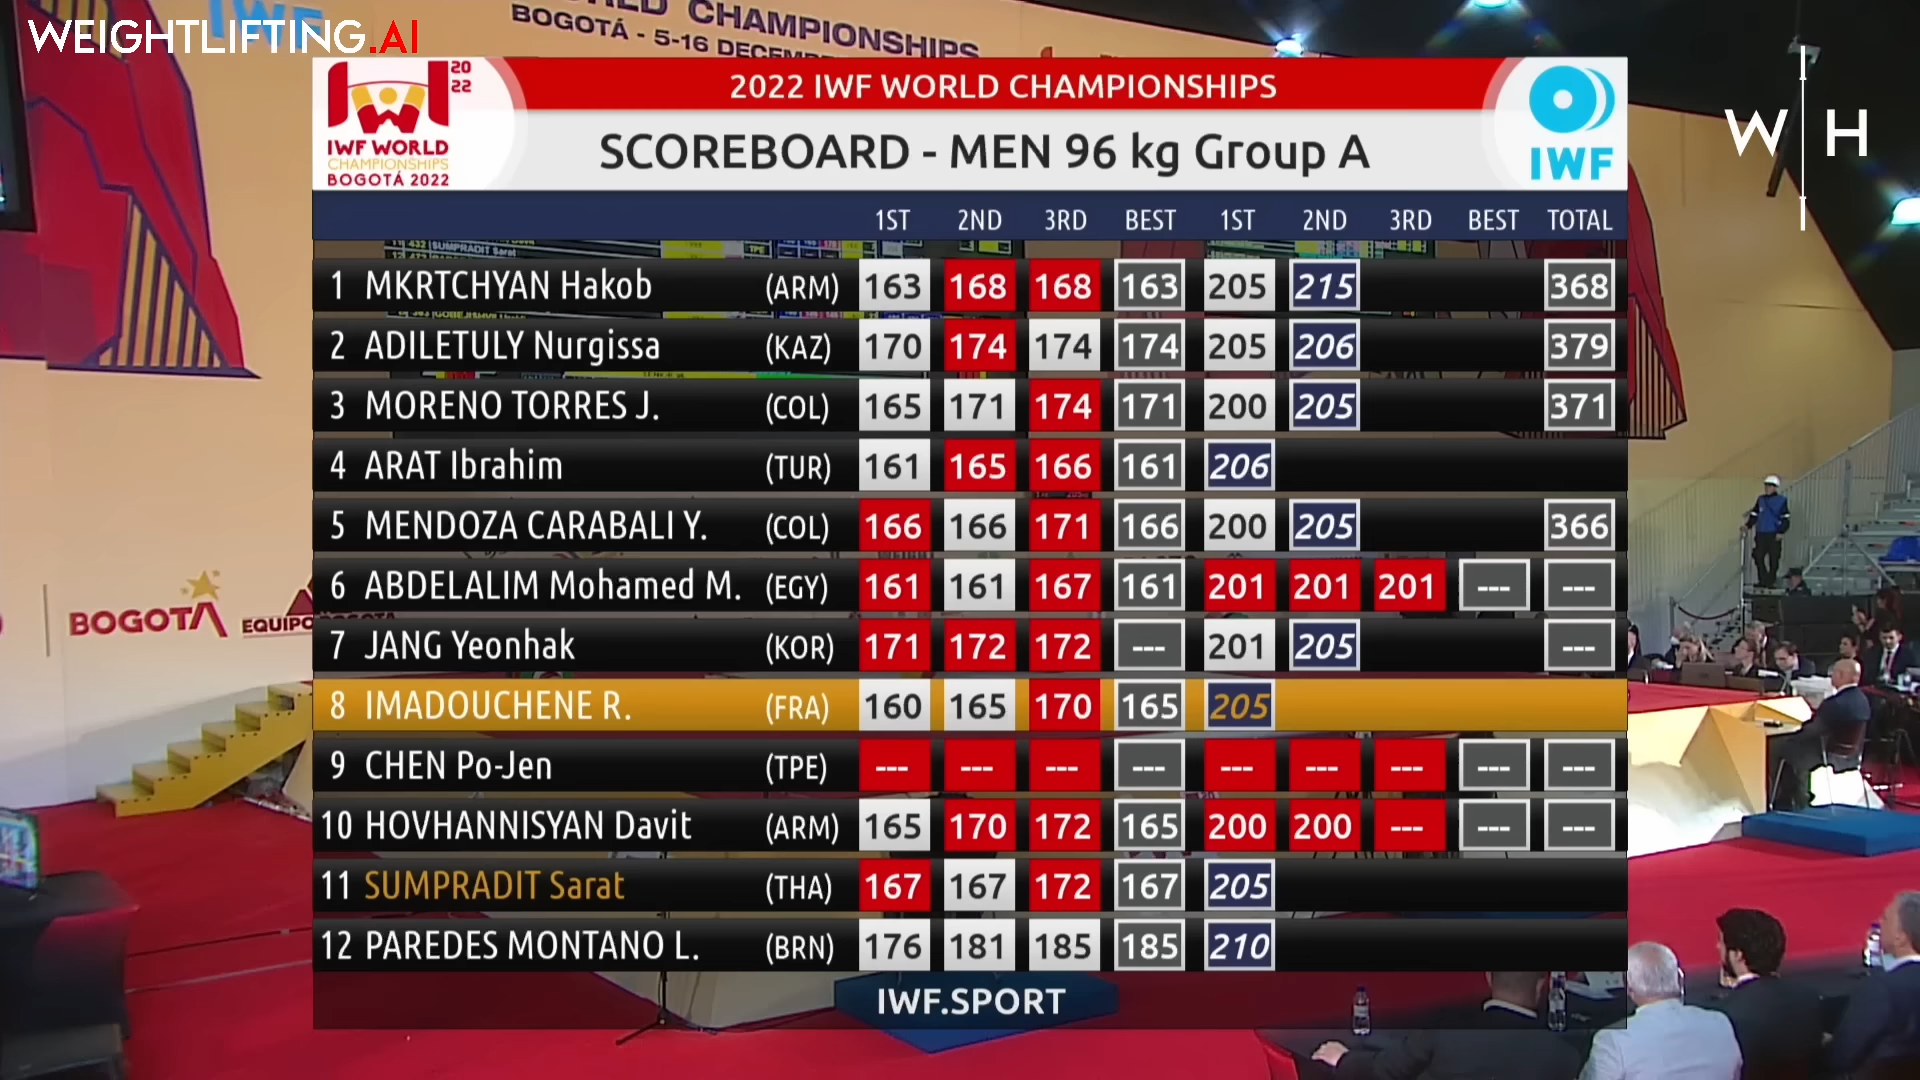 WEIGHTLIFTING.AI
WORLD CHAMPIONSHIPS
BOGOTÁ - 5-16 DECEMBER
W H
20
22
IWF WORLD
CHAMPIONSHIPS
BOGOTÁ 2022
2022 IWF WORLD CHAMPIONSHIPS
SCOREBOARD - MEN 96 kg Group A
IWF
1ST 2ND 3RD BEST 1ST 2ND 3RD BEST TOTAL
1 MKRTCHYAN Hakob (ARM) 163 168 168 163 205 215 368
2 ADILETULY Nurgissa (KAZ) 170 174 174 174 205 206 379
3 MORENO TORRES J. (COL) 165 171 174 171 200 205 371
4 ARAT Ibrahim (TUR) 161 165 166 161 206
5 MENDOZA CARABALI Y. (COL) 166 166 171 166 200 205 366
6 ABDELALIM Mohamed M. (EGY) 161 161 167 161 201 201 201 --- ---
7 JANG Yeonhak (KOR) 171 172 172 --- 201 205 ---
8 IMADOUCHENE R. (FRA) 160 165 170 165 205
9 CHEN Po-Jen (TPE) --- --- --- --- --- --- --- --- ---
10 HOVHANNISYAN Davit (ARM) 165 170 172 165 200 200 --- --- ---
11 SUMPRADIT Sarat (THA) 167 167 172 167 205
12 PAREDES MONTANO L. (BRN) 176 181 185 185 210
IWF.SPORT
BOGOTÁ
EQUIPO